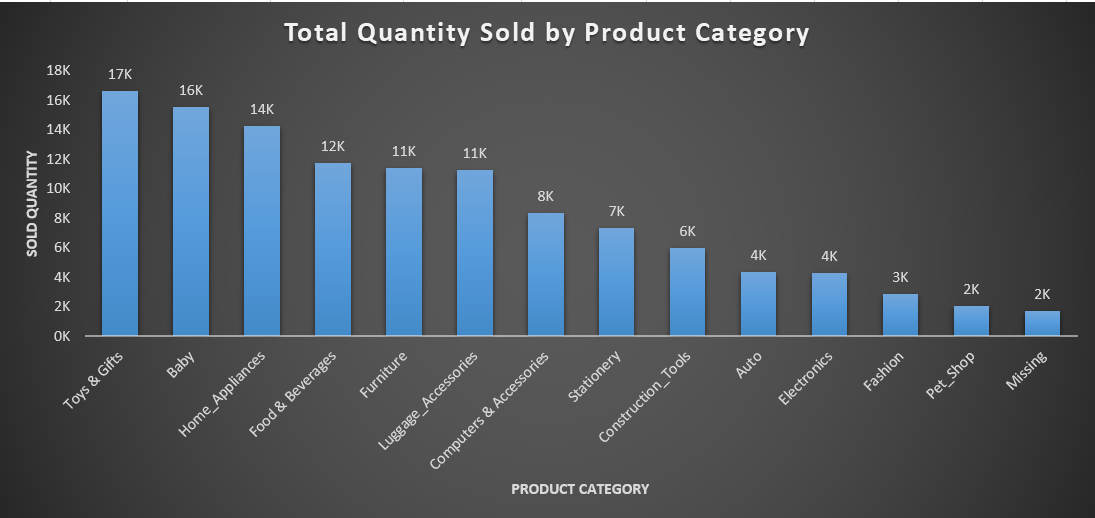 Total Quantity Sold by Product Category
SOLD QUANTITY
18K
16K
14K
12K
10K
8K
6K
4K
2K
0K
17K
16K
14K
12K
11K
11K
8K
7K
6K
4K
4K
3K
2K
2K
Toys & Gifts
Baby
Home_Appliances
Food & Beverages
Furniture
Luggage_Accessories
Computers & Accessories
Stationery
Construction_Tools
Auto
Electronics
Fashion
Pet_Shop
Missing
PRODUCT CATEGORY